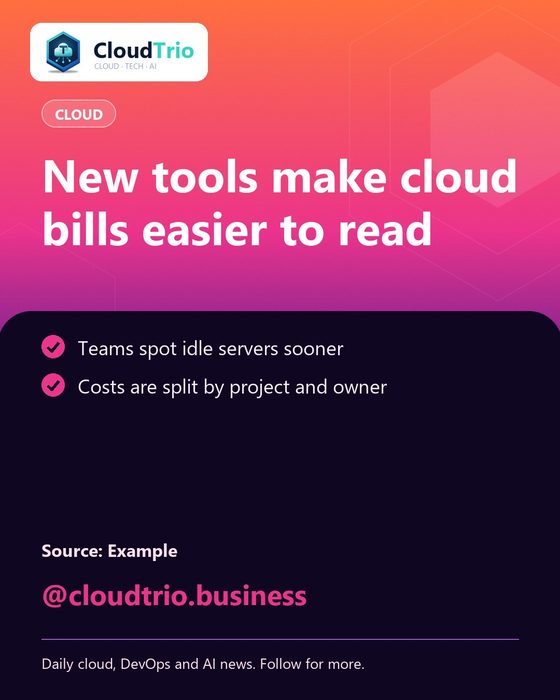 CloudTrio
CLOUD · TECH · AI
CLOUD
New tools make cloud
bills easier to read
Teams spot idle servers sooner
Costs are split by project and owner
Source: Example
@cloudtrio.business
Daily cloud, DevOps and AI news. Follow for more.